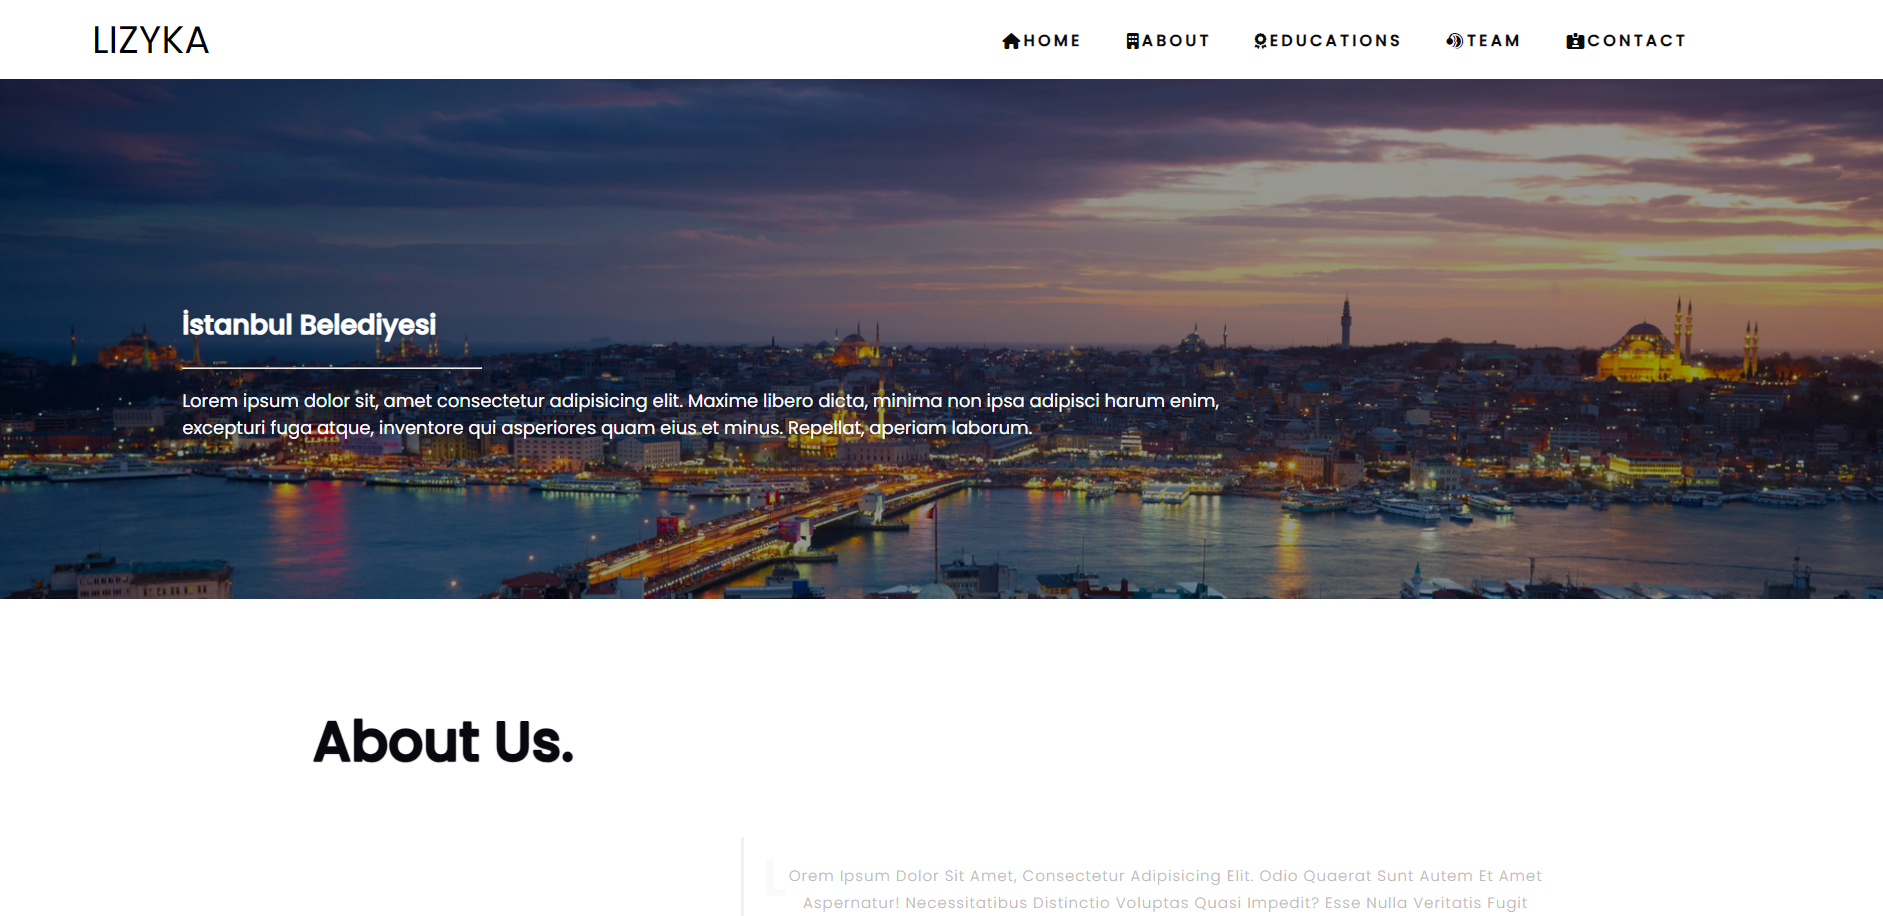 LIZYKA
HOME ABOUT EDUCATIONS TEAM CONTACT
İstanbul Belediyesi
Lorem ipsum dolor sit, amet consectetur adipisicing elit. Maxime libero dicta, minima non ipsa adipisci harum enim,
excepturi fuga atque, inventore qui asperiores quam eius et minus. Repellat, aperiam laborum.
About Us.
Lorem Ipsum Dolor Sit Amet, Consectetur Adipisicing Elit. Odio Quaerat Sunt Autem Et Amet
Aspernatur! Necessitatibus Distinctio Voluptas Quasi Impedit? Esse Nulla Veritatis Fugit